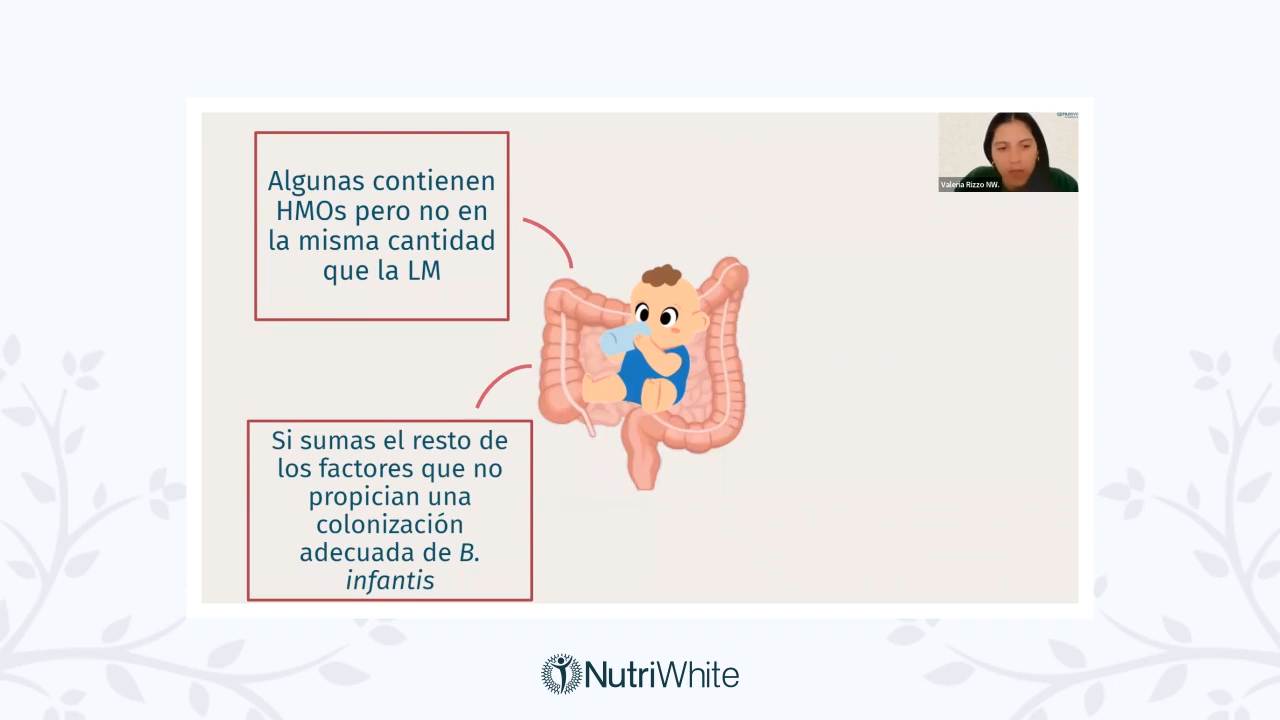 Algunas contienen
HMOs pero no en
la misma cantidad
que la LM
Si sumas el resto de
los factores que no
propician una
colonización
adecuada de B.
infantis
Valeria Rizzo NW.
NutriWhite